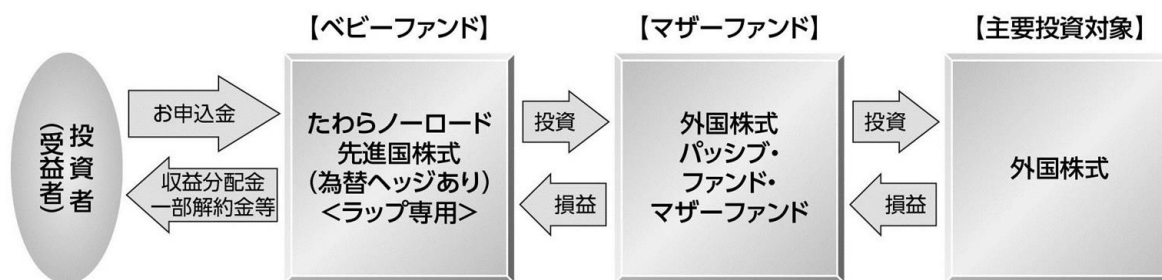 【ベビーファンド】
【マザーファンド】
【主要投資対象】
投資者
(受益者)
お申込金
収益分配金
一部解約金等
たわらノーロード
先進国株式
(為替ヘッジあり)
<ラップ専用>
投資
損益
外国株式
パッシブ・
ファンド・
マザーファンド
投資
損益
外国株式